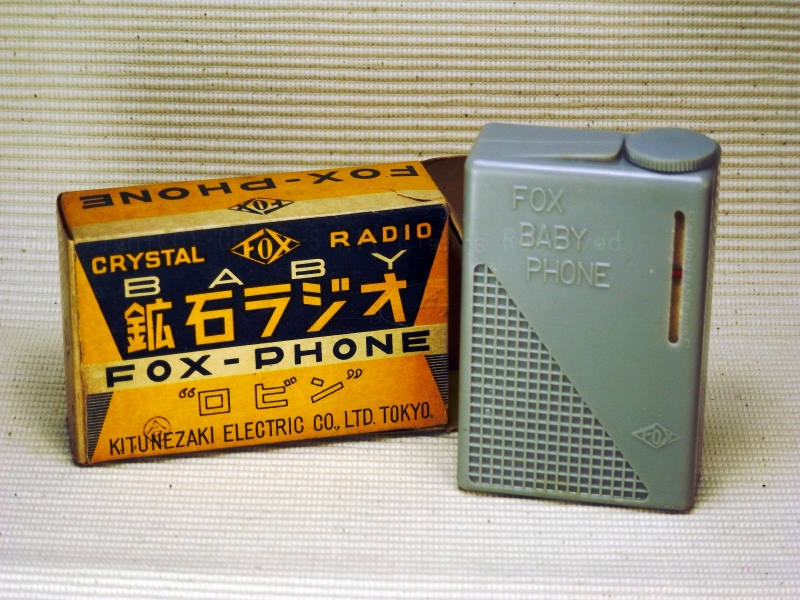 FOX-PHONE
FOX
CRYSTAL FOX RADIO
BABY
鉱石ラジオ
FOX-PHONE
“ロビン”
KITUNEZAKI ELECTRIC CO., LTD. TOKYO.
FOX
BABY
PHONE
FOX